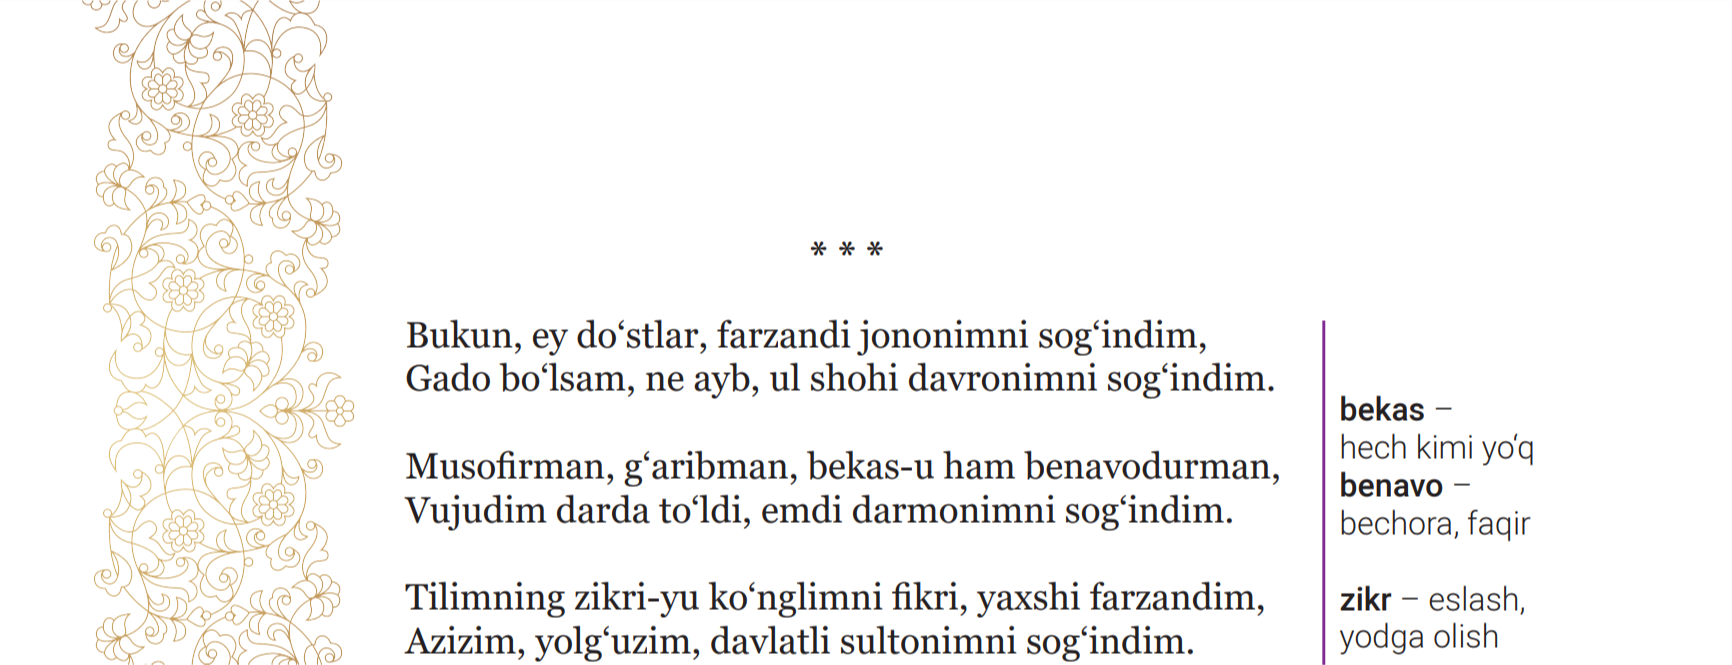 * * *
Bukun, ey do‘stlar, farzandi jononimni sog‘indim,
Gado bo‘lsam, ne ayb, ul shohi davronimni sog‘indim.
Musofirman, g‘aribman, bekas-u ham benavodurman,
Vujudim darda to‘ldi, emdi darmonimni sog‘indim.
Tilimning zikri-yu ko‘nglimni fikri, yaxshi farzandim,
Azizim, yolg‘uzim, davlatli sultonimni sog‘indim.
bekas –
hech kimi yo‘q
benavo –
bechora, faqir
zikr – eslash,
yodga olish